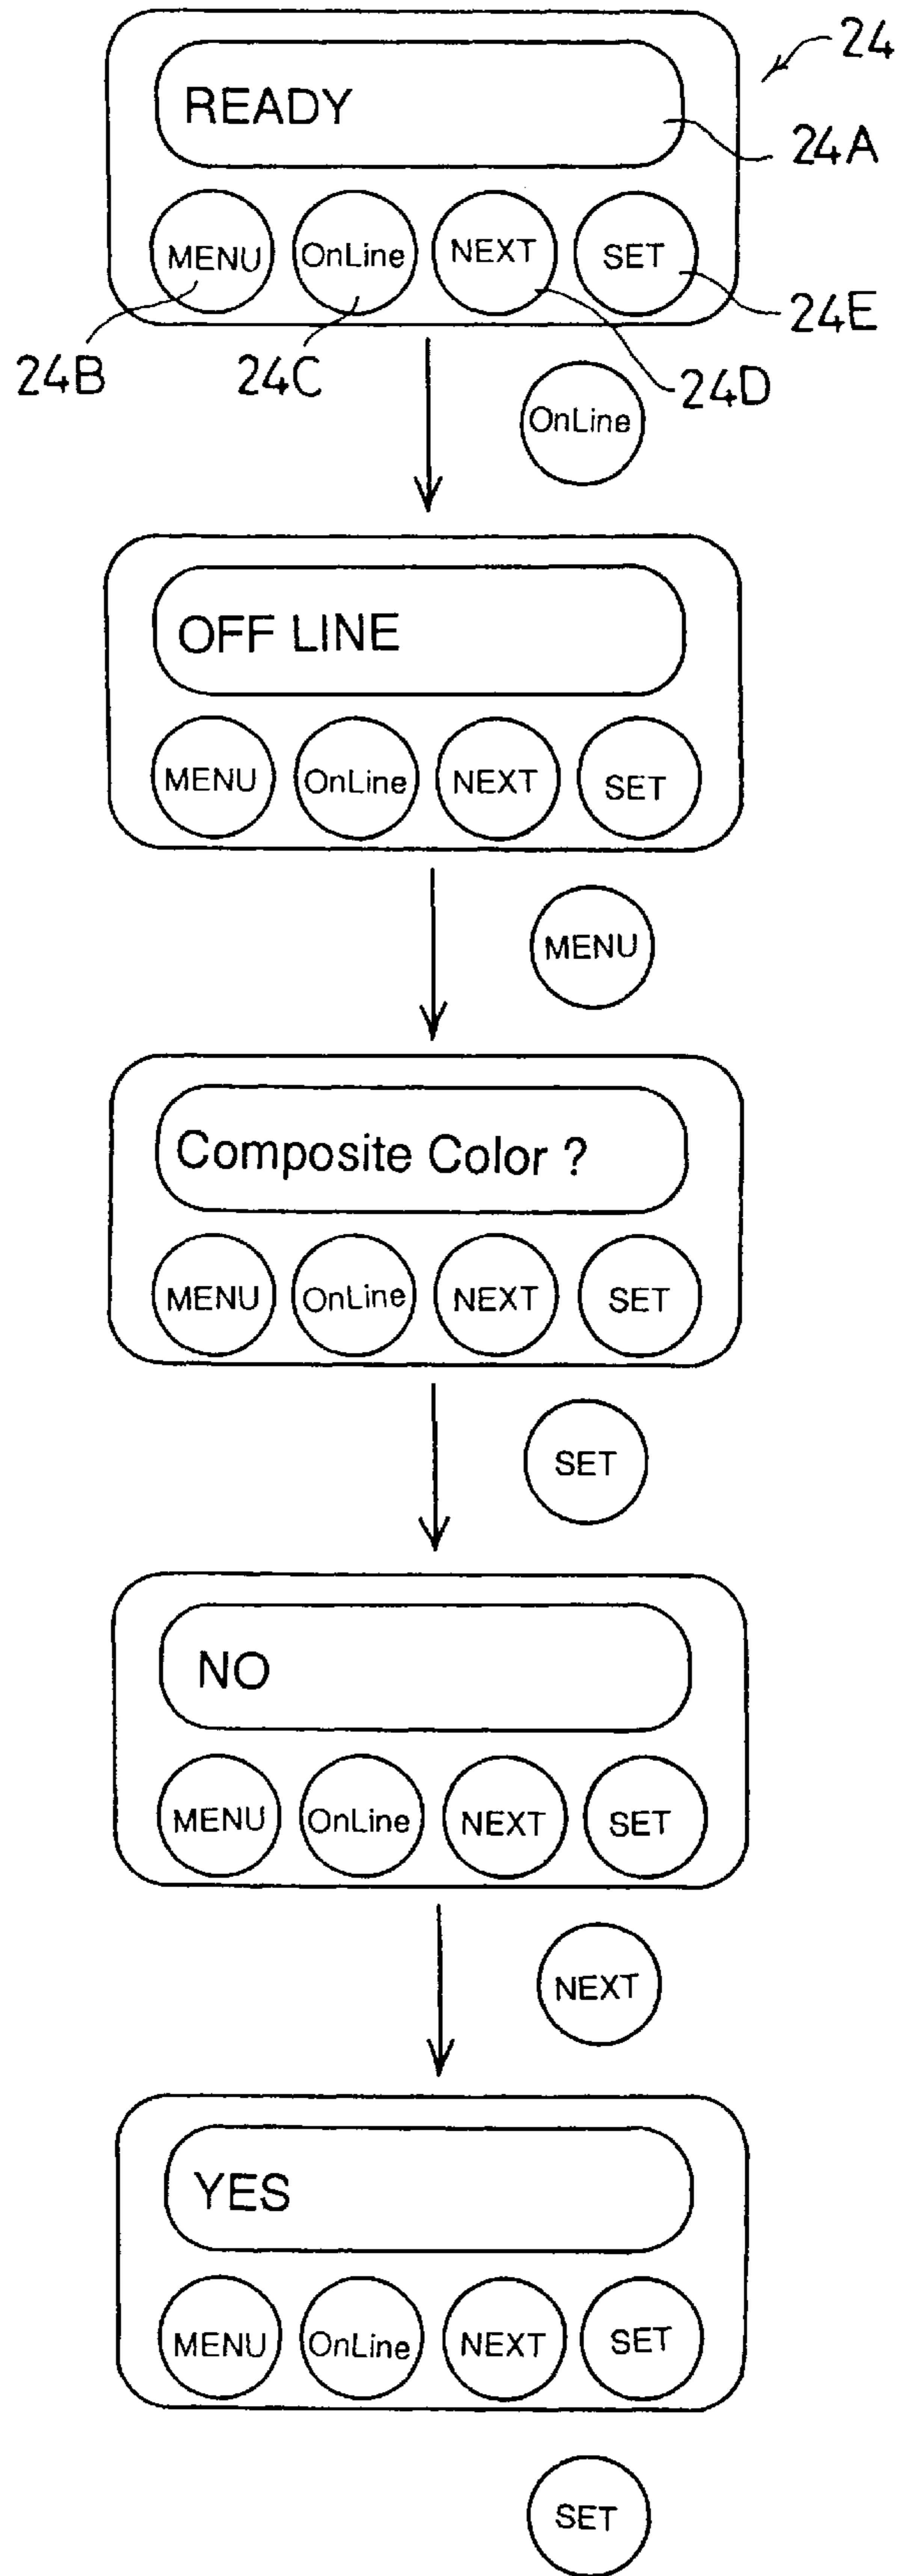 24
READY
24A
MENU OnLine NEXT SET
24E
24B 24C 24D
OnLine
OFF LINE
MENU OnLine NEXT SET
MENU
Composite Color ?
MENU OnLine NEXT SET
SET
NO
MENU OnLine NEXT SET
NEXT
YES
MENU OnLine NEXT SET
SET